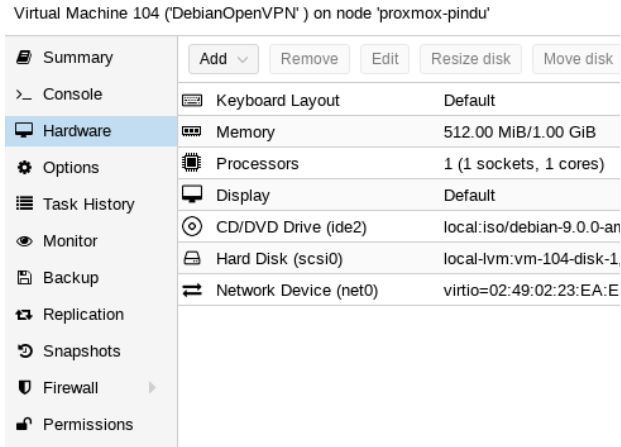 Virtual Machine 104 ('DebianOpenVPN' ) on node 'proxmox-pindu'
Summary
Console
Hardware
Options
Task History
Monitor
Backup
Replication
Snapshots
Firewall
Permissions
Add Remove Edit Resize disk Move disk
Keyboard Layout Default
Memory 512.00 MiB/1.00 GiB
Processors 1 (1 sockets, 1 cores)
Display Default
CD/DVD Drive (ide2) local:iso/debian-9.0.0-am
Hard Disk (scsi0) local-lvm:vm-104-disk-1,
Network Device (net0) virtio=02:49:02:23:EA:E